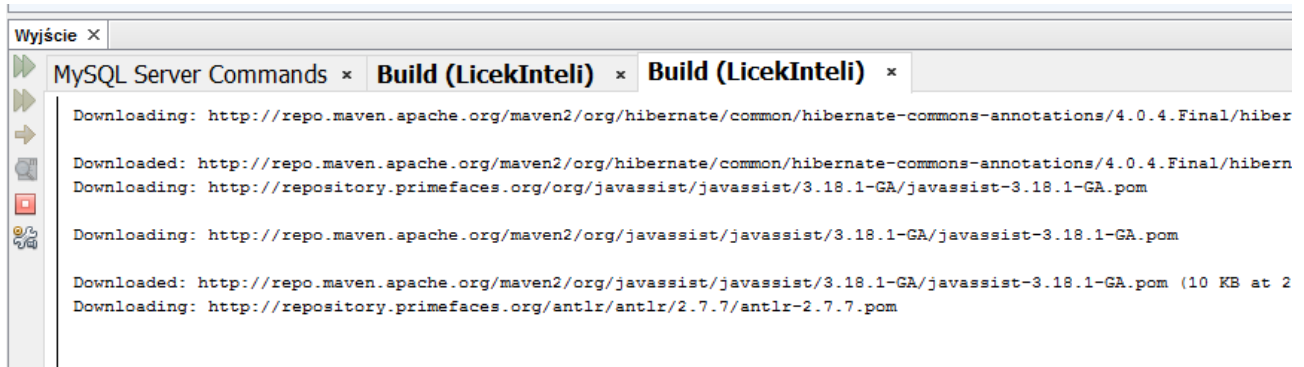 Wyjście ×
MySQL Server Commands × Build (LicekInteli) × Build (LicekInteli) ×
Downloading: http://repo.maven.apache.org/maven2/org/hibernate/common/hibernate-commons-annotations/4.0.4.Final/hiber
Downloaded: http://repo.maven.apache.org/maven2/org/hibernate/common/hibernate-commons-annotations/4.0.4.Final/hibern
Downloading: http://repository.primefaces.org/org/javassist/javassist/3.18.1-GA/javassist-3.18.1-GA.pom
Downloading: http://repo.maven.apache.org/maven2/org/javassist/javassist/3.18.1-GA/javassist-3.18.1-GA.pom
Downloaded: http://repo.maven.apache.org/maven2/org/javassist/javassist/3.18.1-GA/javassist-3.18.1-GA.pom (10 KB at 2
Downloading: http://repository.primefaces.org/antlr/antlr/2.7.7/antlr-2.7.7.pom